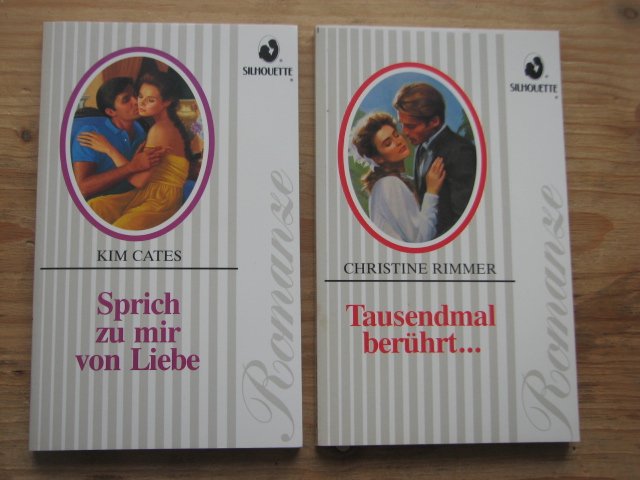 SILHOUETTE
KIM CATES
Sprich
zu mir
von Liebe
Romanze
SILHOUETTE
CHRISTINE RIMMER
Tausendmal
berührt...
Romanze